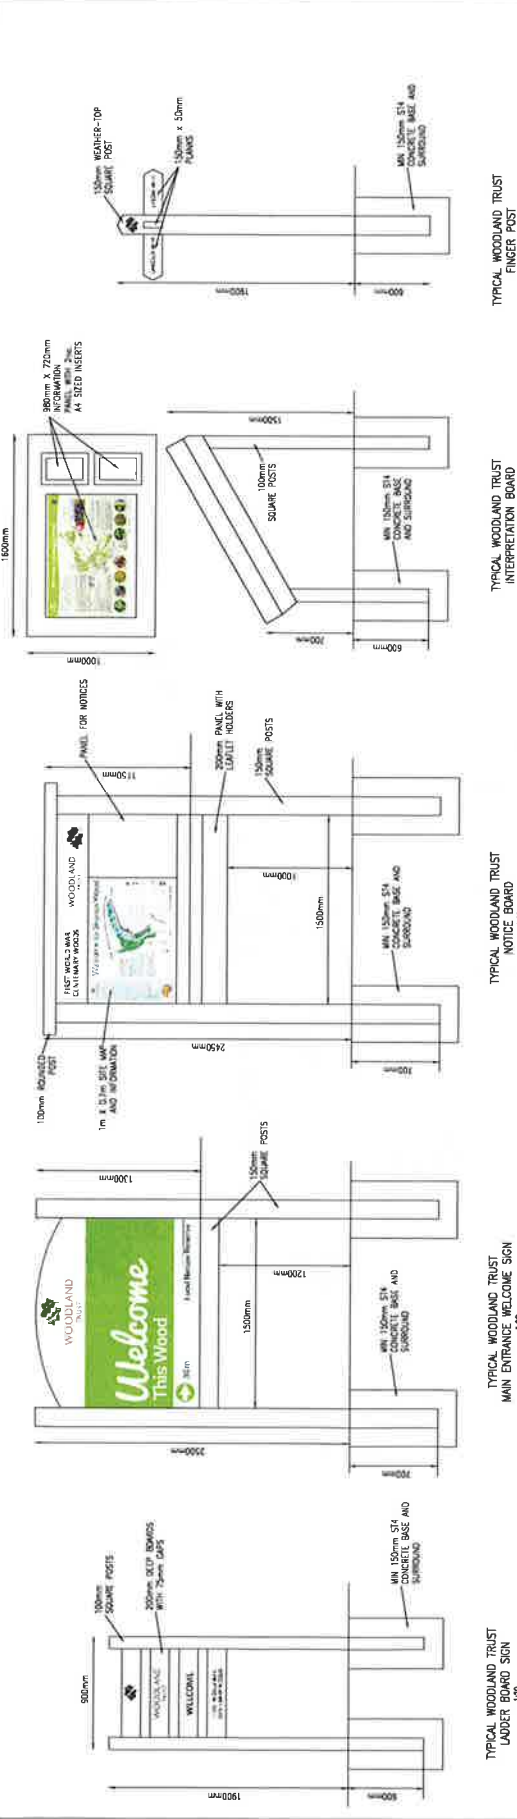 150mm WEATHER-TOP
SQUARE POST
150mm x 50mm
PLANKS
1900mm
600mm
MIN 150mm ST4
CONCRETE BASE AND
SURROUND
TYPICAL WOODLAND TRUST
FINGER POST
1600mm
1000mm
980mm X 720mm
INFORMATION
PANEL WITH 2no.
A4 SIZED INSERTS
1500mm
100mm
SQUARE POSTS
700mm
600mm
MIN 150mm ST4
CONCRETE BASE
AND SURROUND
TYPICAL WOODLAND TRUST
INTERPRETATION BOARD
PANEL FOR NOTICES
1150mm
200mm PANEL WITH
LEAFLET HOLDERS
150mm
SQUARE POSTS
FIRST WORLD WAR
CENTENARY WOODS
WOODLAND
TRUST
100mm ROUNDED
POST
1m X 0.7m SITE MAP
AND INFORMATION
2450mm
1000mm
1500mm
700mm
MIN 150mm ST4
CONCRETE BASE AND
SURROUND
TYPICAL WOODLAND TRUST
NOTICE BOARD
1300mm
150mm
SQUARE POSTS
WOODLAND
TRUST
Welcome
This Wood
Local Nature Reserve
2500mm
1200mm
1500mm
700mm
MIN 150mm ST4
CONCRETE BASE AND
SURROUND
TYPICAL WOODLAND TRUST
MAIN ENTRANCE WELCOME SIGN
900mm
100mm
SQUARE POSTS
200mm DEEP BOARDS
WITH 75mm GAPS
WOODLAND
TRUST
WELCOME
1900mm
600mm
MIN 150mm ST4
CONCRETE BASE AND
SURROUND
TYPICAL WOODLAND TRUST
LADDER BOARD SIGN